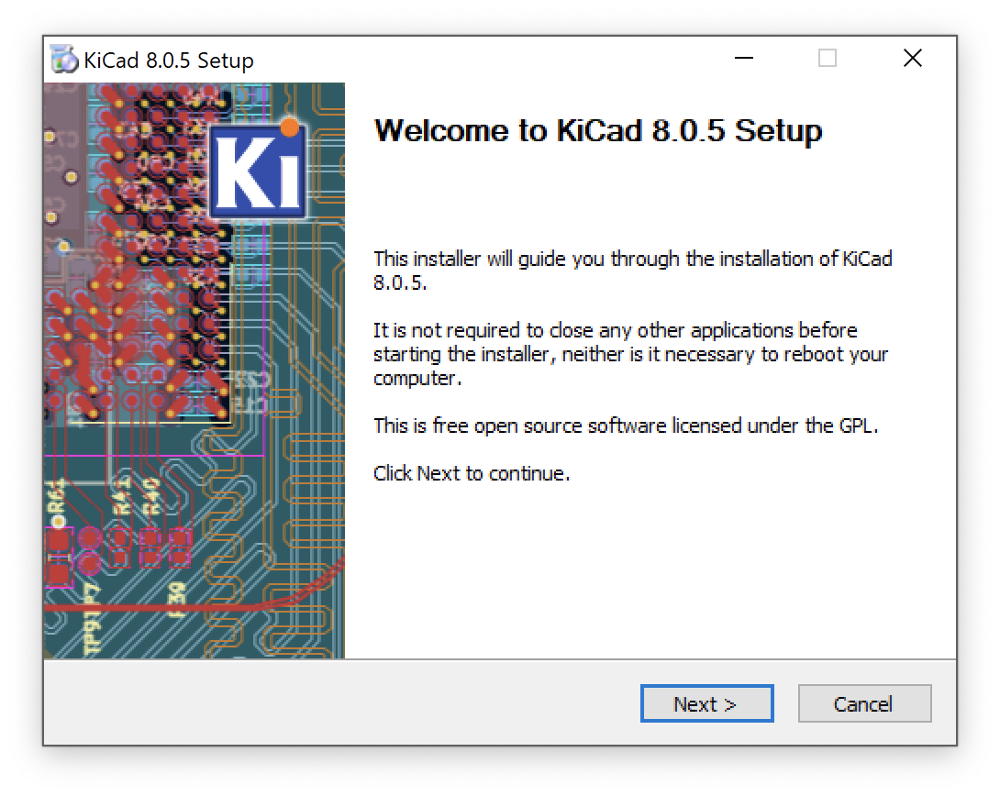 KiCad 8.0.5 Setup
Ki
Welcome to KiCad 8.0.5 Setup
This installer will guide you through the installation of KiCad
8.0.5.
It is not required to close any other applications before
starting the installer, neither is it necessary to reboot your
computer.
This is free open source software licensed under the GPL.
Click Next to continue.
R41
R40
Next >
Cancel